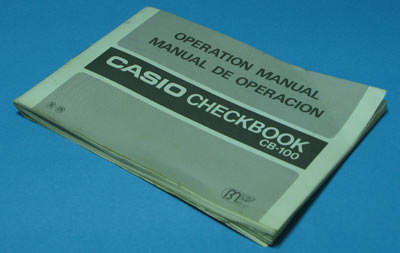 OPERATION MANUAL
MANUAL DE OPERACION
CASIO CHECKBOOK
CB-100